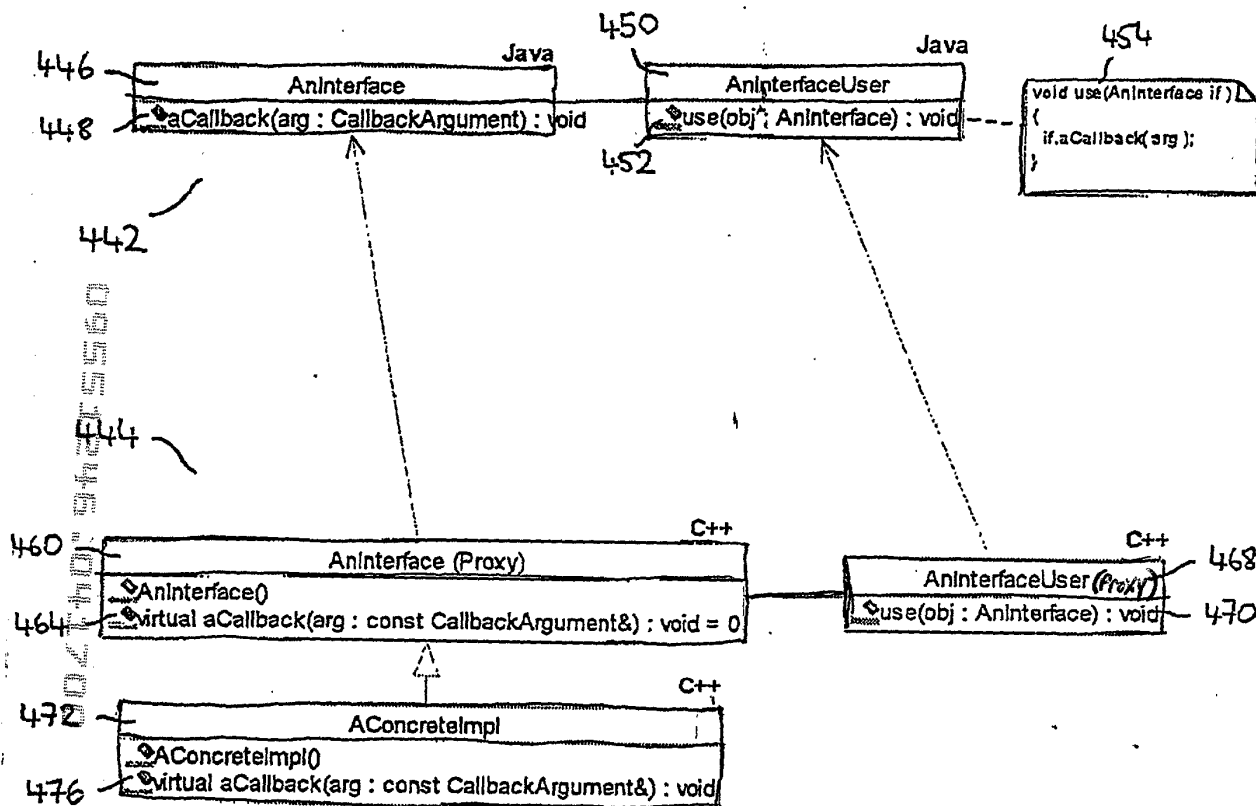 450
454
446
Java
Java
AnInterface
AnInterfaceUser
void use(AnInterface if)
{
if.aCallback( arg );
}
448
aCallback(arg : CallbackArgument) : void
use(obj : AnInterface) : void
452
442
444
C++
C++
460
AnInterface (Proxy)
AnInterfaceUser (Proxy)
468
AnInterface()
464
virtual aCallback(arg : const CallbackArgument&) : void = 0
use(obj : AnInterface) : void
470
C++
472
AConcreteImpl
AConcreteImpl()
476
virtual aCallback(arg : const CallbackArgument&) : void